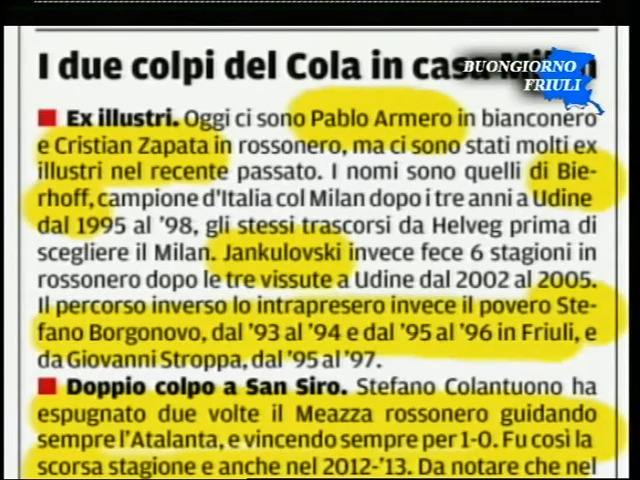 I due colpi del Cola in casa Milan
BUONGIORNO
FRIULI
■ Ex illustri. Oggi ci sono Pablo Armero in bianconero
e Cristian Zapata in rossonero, ma ci sono stati molti ex
illustri nel recente passato. I nomi sono quelli di Bie-
rhoff, campione d'Italia col Milan dopo i tre anni a Udine
dal 1995 al '98, gli stessi trascorsi da Helveg prima di
scegliere il Milan. Jankulovski invece fece 6 stagioni in
rossonero dopo le tre vissute a Udine dal 2002 al 2005.
Il percorso inverso lo intrapresero invece il povero Ste-
fano Borgonovo, dal '93 al '94 e dal '95 al '96 in Friuli, e
da Giovanni Stroppa, dal '95 al '97.
■ Doppio colpo a San Siro. Stefano Colantuono ha
espugnato due volte il Meazza rossonero guidando
sempre l'Atalanta, e vincendo sempre per 1-0. Fu così la
scorsa stagione e anche nel 2012-'13. Da notare che nel